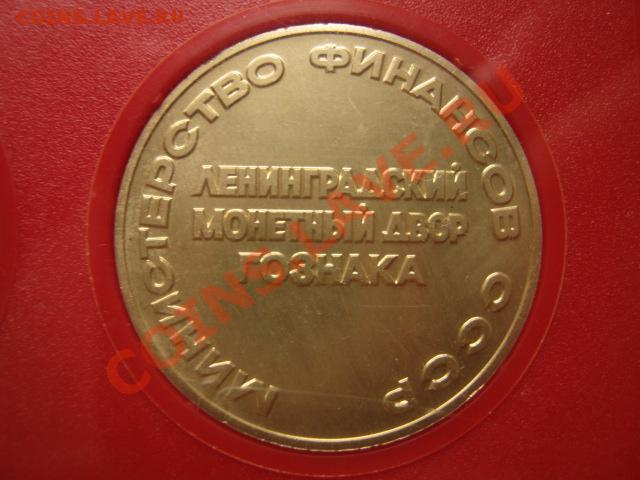 COINS.LAVE.RU
МИНИСТЕРСТВО ФИНАНСОВ СССР
ЛЕНИНГРАДСКИЙ
МОНЕТНЫЙ ДВОР
ГОЗНАКА
COINS.LAVE.RU